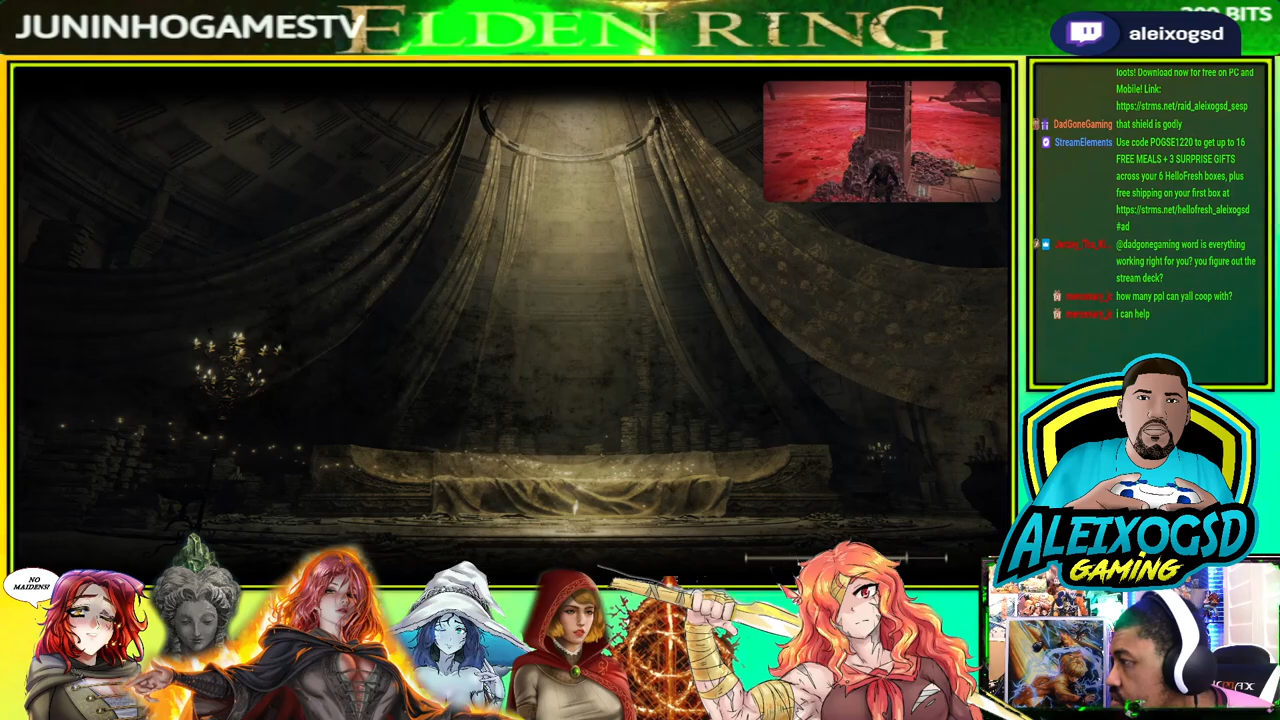 JUNINHOGAMESTV
ELDEN RING
200 BITS
aleixogsd
loots! Download now for free on PC and
Mobile! Link:
https://strms.net/raid_aleixogsd_sesp
DadGoneGaming that shield is godly
StreamElements Use code POGSE1220 to get up to 16
FREE MEALS + 3 SURPRISE GIFTS
across your 6 HelloFresh boxes, plus
free shipping on your first box at
https://strms.net/hellofresh_aleixogsd
#ad
@dadgonegaming word is everything
working right for you? you figure out the
stream deck?
how many ppl can yall coop with?
i can help
ALEIXOGSD
GAMING
NO
MAIDENS!